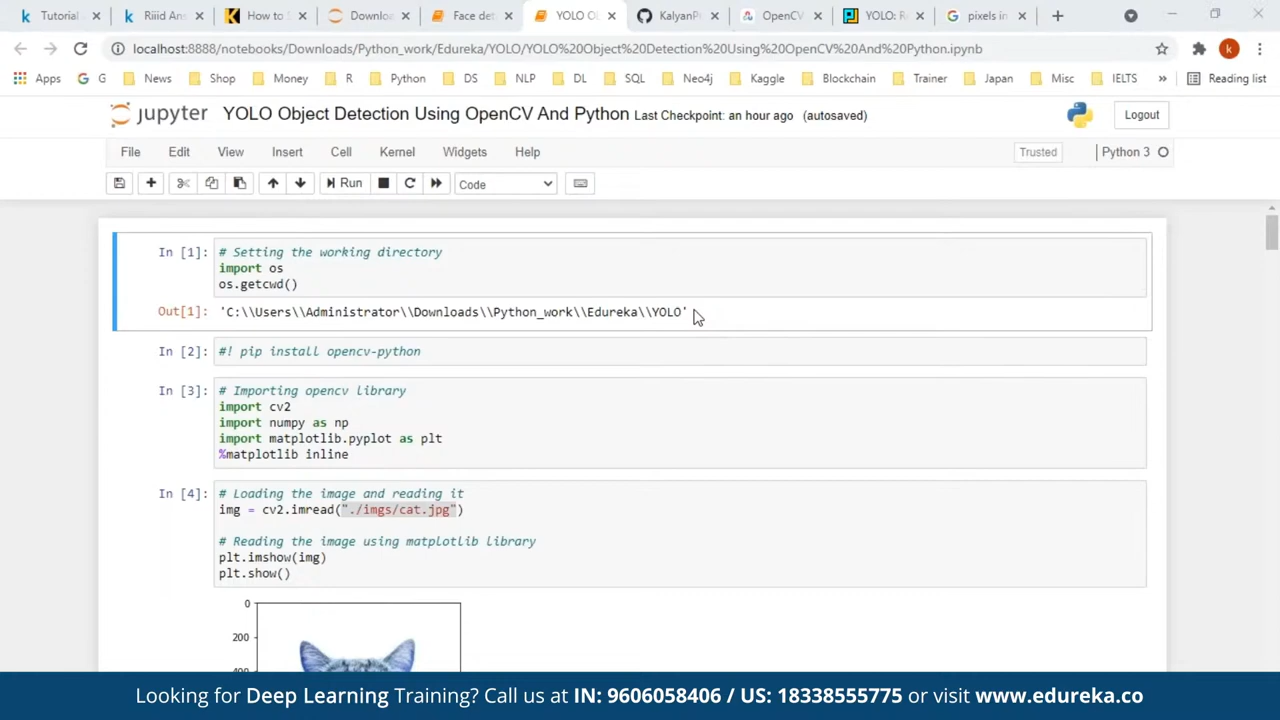 Tutorial
Riiid Ans
How to I
Downloa
Face det
YOLO O
KalyanPr
OpenCV
YOLO: R
pixels in
localhost:8888/notebooks/Downloads/Python_work/Edureka/YOLO/YOLO%20Object%20Detection%20Using%20OpenCV%20And%20Python.ipynb
k
Apps
G
News
Shop
Money
R
Python
DS
NLP
DL
SQL
Neo4j
Kaggle
Blockchain
Trainer
Japan
Misc
IELTS
»
Reading list
jupyter YOLO Object Detection Using OpenCV And Python Last Checkpoint: an hour ago (autosaved)
Logout
File Edit View Insert Cell Kernel Widgets Help
Trusted
Python 3
Run
Code
In [1]: # Setting the working directory
import os
os.getcwd()
Out[1]: 'C:\\Users\\Administrator\\Downloads\\Python_work\\Edureka\\YOLO'
In [2]: #! pip install opencv-python
In [3]: # Importing opencv library
import cv2
import numpy as np
import matplotlib.pyplot as plt
%matplotlib inline
In [4]: # Loading the image and reading it
img = cv2.imread("./imgs/cat.jpg")
# Reading the image using matplotlib library
plt.imshow(img)
plt.show()
0
200
400
Looking for Deep Learning Training? Call us at IN: 9606058406 / US: 18338555775 or visit www.edureka.co